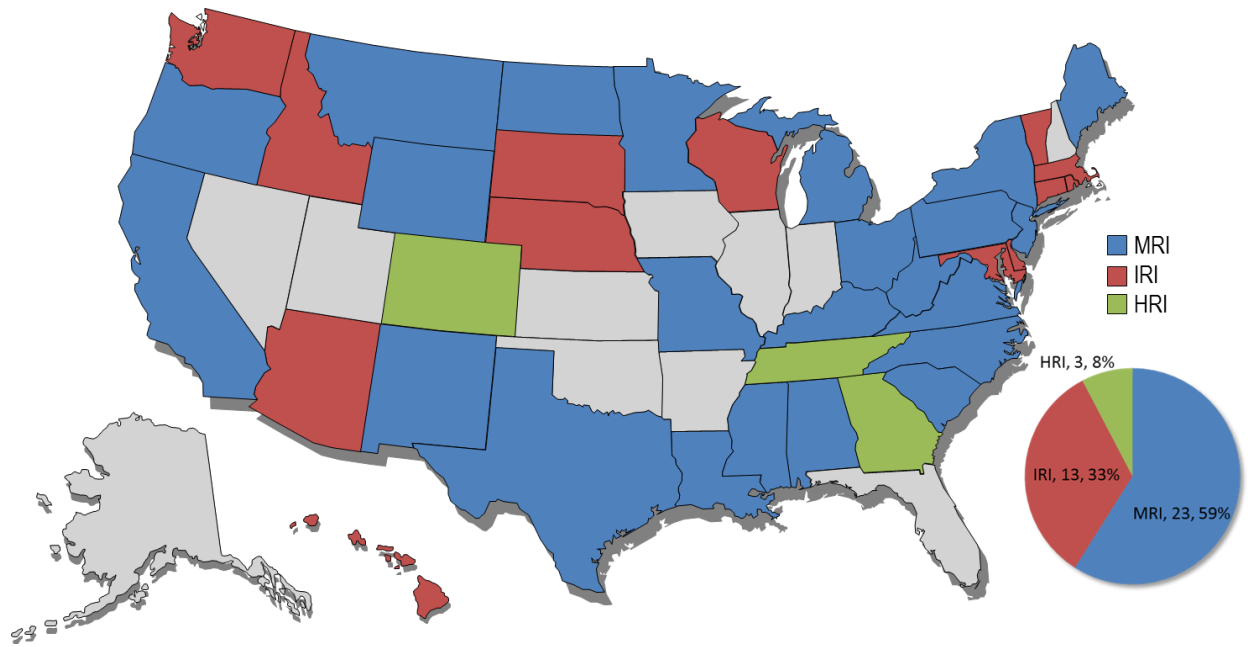 MRI
IRI
HRI
HRI, 3, 8%
IRI, 13, 33%
MRI, 23, 59%